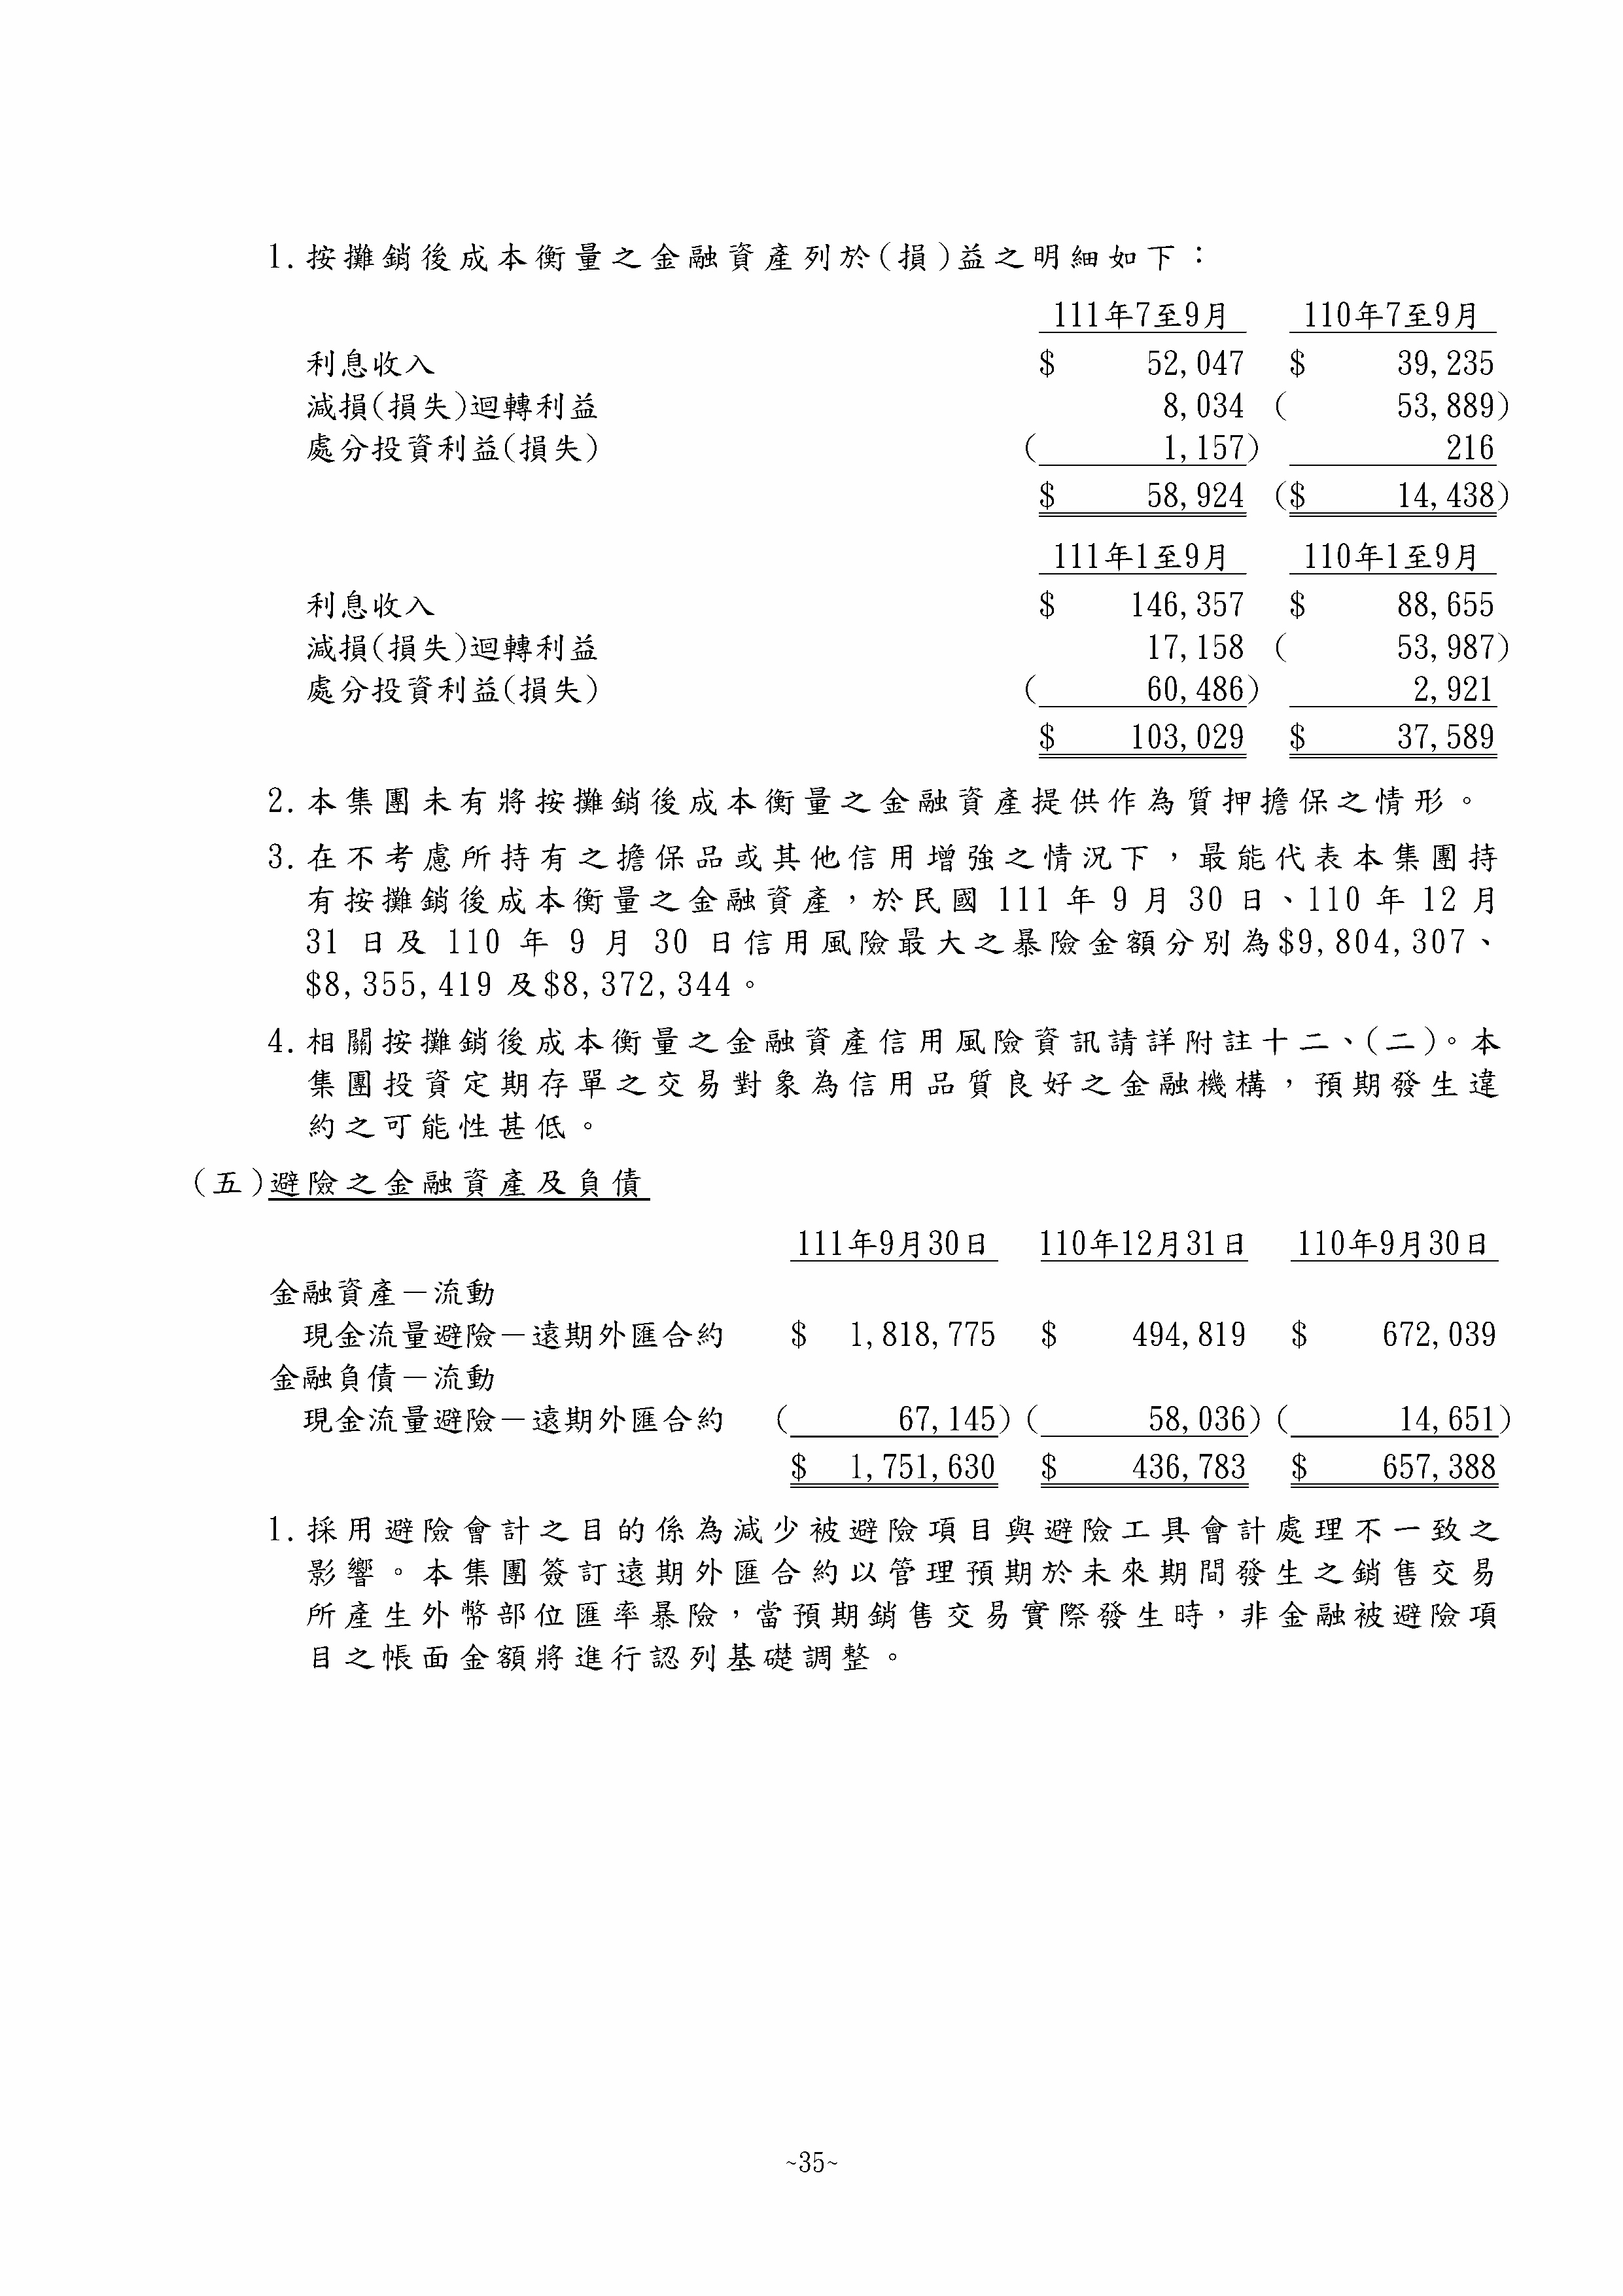 1.按攤銷後成本衡量之金融資產列於(損)益之明細如下：
111年7至9月 110年7至9月
利息收入 $ 52,047 $ 39,235
減損(損失)迴轉利益 8,034 ( 53,889)
處分投資利益(損失) ( 1,157) 216
$ 58,924 ($ 14,438)
111年1至9月 110年1至9月
利息收入 $ 146,357 $ 88,655
減損(損失)迴轉利益 17,158 ( 53,987)
處分投資利益(損失) ( 60,486) 2,921
$ 103,029 $ 37,589
2.本集團未有將按攤銷後成本衡量之金融資產提供作為質押擔保之情形。
3.在不考慮所持有之擔保品或其他信用增強之情況下，最能代表本集團持
有按攤銷後成本衡量之金融資產，於民國 111 年 9 月 30 日、110 年 12 月
31 日及 110 年 9 月 30 日信用風險最大之暴險金額分別為$9,804,307、
$8,355,419 及$8,372,344。
4.相關按攤銷後成本衡量之金融資產信用風險資訊請詳附註十二、(二)。本
集團投資定期存單之交易對象為信用品質良好之金融機構，預期發生違
約之可能性甚低。
(五)避險之金融資產及負債
111年9月30日 110年12月31日 110年9月30日
金融資產－流動
現金流量避險－遠期外匯合約 $ 1,818,775 $ 494,819 $ 672,039
金融負債－流動
現金流量避險－遠期外匯合約 ( 67,145) ( 58,036) ( 14,651)
$ 1,751,630 $ 436,783 $ 657,388
1.採用避險會計之目的係為減少被避險項目與避險工具會計處理不一致之
影響。本集團簽訂遠期外匯合約以管理預期於未來期間發生之銷售交易
所產生外幣部位匯率暴險，當預期銷售交易實際發生時，非金融被避險項
目之帳面金額將進行認列基礎調整。
~35~